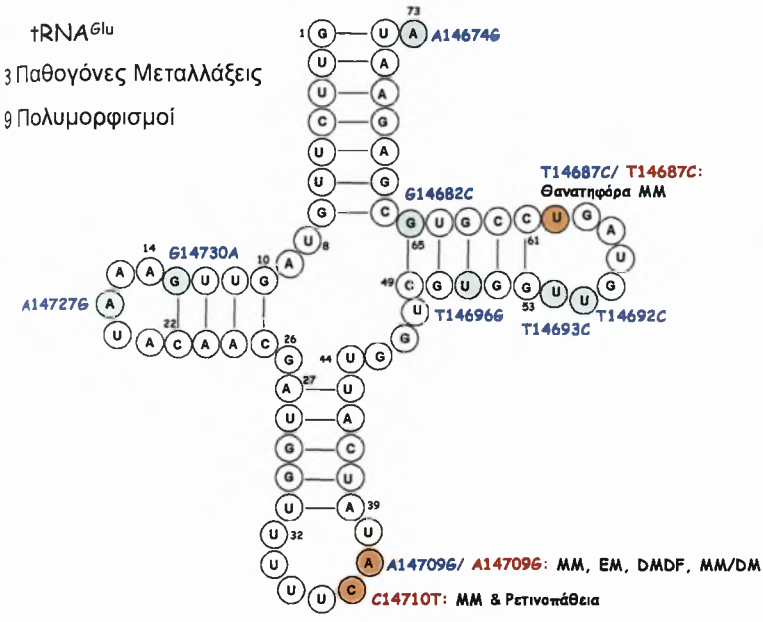 tRNAGlu
3 Παθογόνες Μεταλλάξεις
9 Πολυμορφισμοί
73
1 G U A A14674G
U A
U A
C G
U A
U G
G C
T14687C/ T14687C:
Θανατηφόρα ΜΜ
G14682C
G U G C C U G A U G
65
61
U 8
A
10
14
G14730A
A A G U U G
A14727G
A
U A C A A C
22
49
C G U G G U U
53
T14696G
T14693C
T14692C
U
G
G
26
G
44
U
27
A U
U A
G C
G U
U A
39
32
U U
U A A14709G/ A14709G: MM, EM, DMDF, MM/DM
U U C C14710T: MM & Ρετινοπάθεια